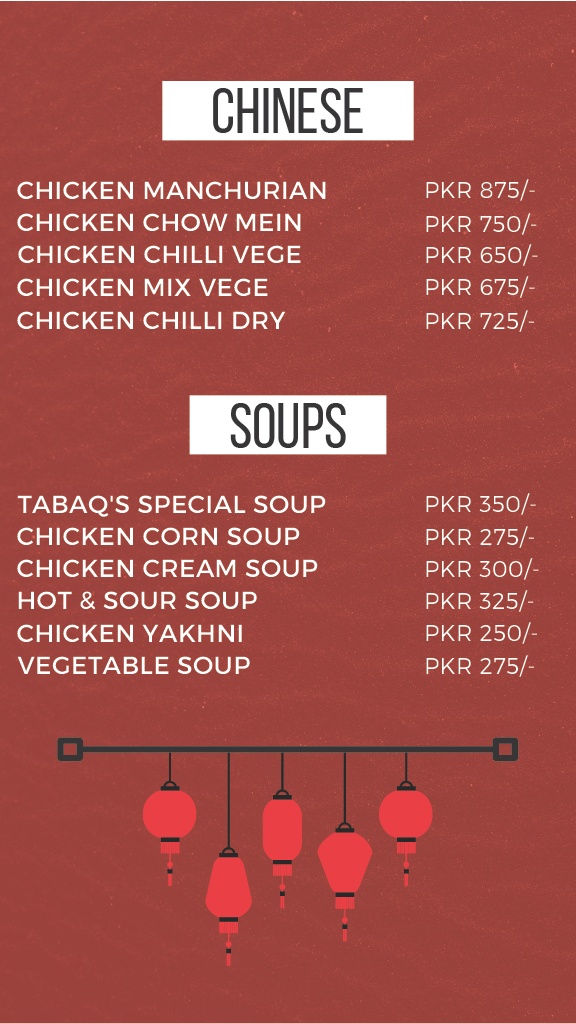 CHINESE
CHICKEN MANCHURIAN PKR 875/-
CHICKEN CHOW MEIN PKR 750/-
CHICKEN CHILLI VEGE PKR 650/-
CHICKEN MIX VEGE PKR 675/-
CHICKEN CHILLI DRY PKR 725/-
SOUPS
TABAQ'S SPECIAL SOUP PKR 350/-
CHICKEN CORN SOUP PKR 275/-
CHICKEN CREAM SOUP PKR 300/-
HOT & SOUR SOUP PKR 325/-
CHICKEN YAKHNI PKR 250/-
VEGETABLE SOUP PKR 275/-